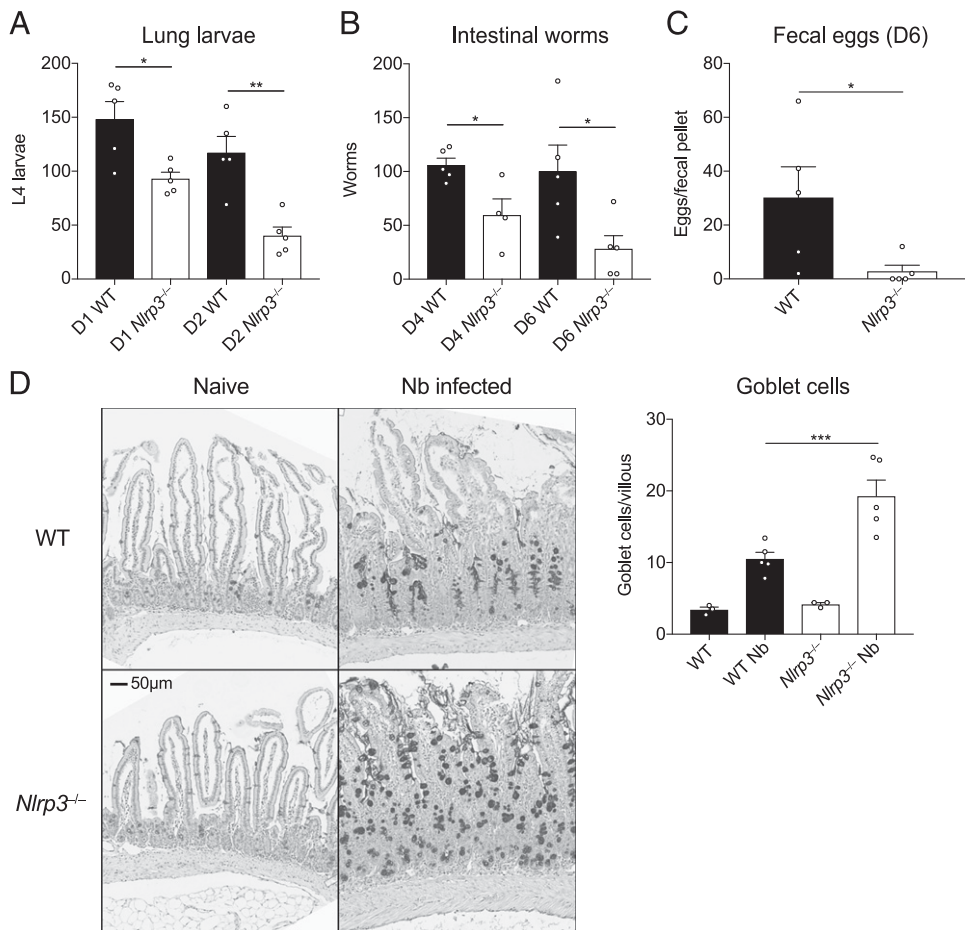 A
Lung larvae
L4 larvae
200
150
100
50
0
*
**
D1 WT
D1 Nlrp3–/–
D2 WT
D2 Nlrp3–/–
B
Intestinal worms
Worms
200
150
100
50
0
*
*
D4 WT
D4 Nlrp3–/–
D6 WT
D6 Nlrp3–/–
C
Fecal eggs (D6)
Eggs/fecal pellet
80
60
40
20
0
*
WT
Nlrp3–/–
D
Naive
Nb infected
WT
50μm
Nlrp3–/–
Goblet cells
Goblet cells/villous
30
20
10
0
***
WT
WT Nb
Nlrp3–/–
Nlrp3–/– Nb